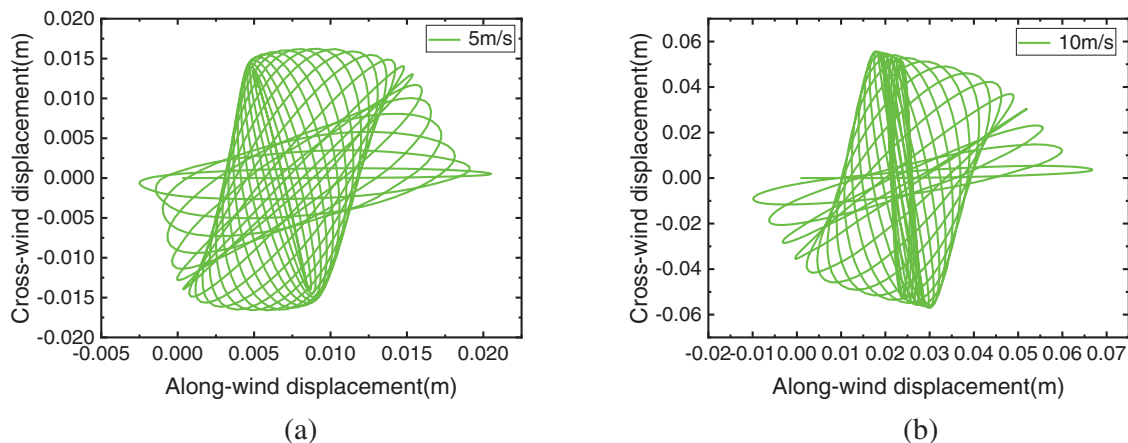 5m/s
0.020
0.015
0.010
0.005
0.000
-0.005
-0.010
-0.015
-0.020
Cross-wind displacement(m)
-0.005 0.000 0.005 0.010 0.015 0.020
Along-wind displacement(m)
(a)
10m/s
0.06
0.04
0.02
0.00
-0.02
-0.04
-0.06
Cross-wind displacement(m)
-0.02 -0.01 0.00 0.01 0.02 0.03 0.04 0.05 0.06 0.07
Along-wind displacement(m)
(b)